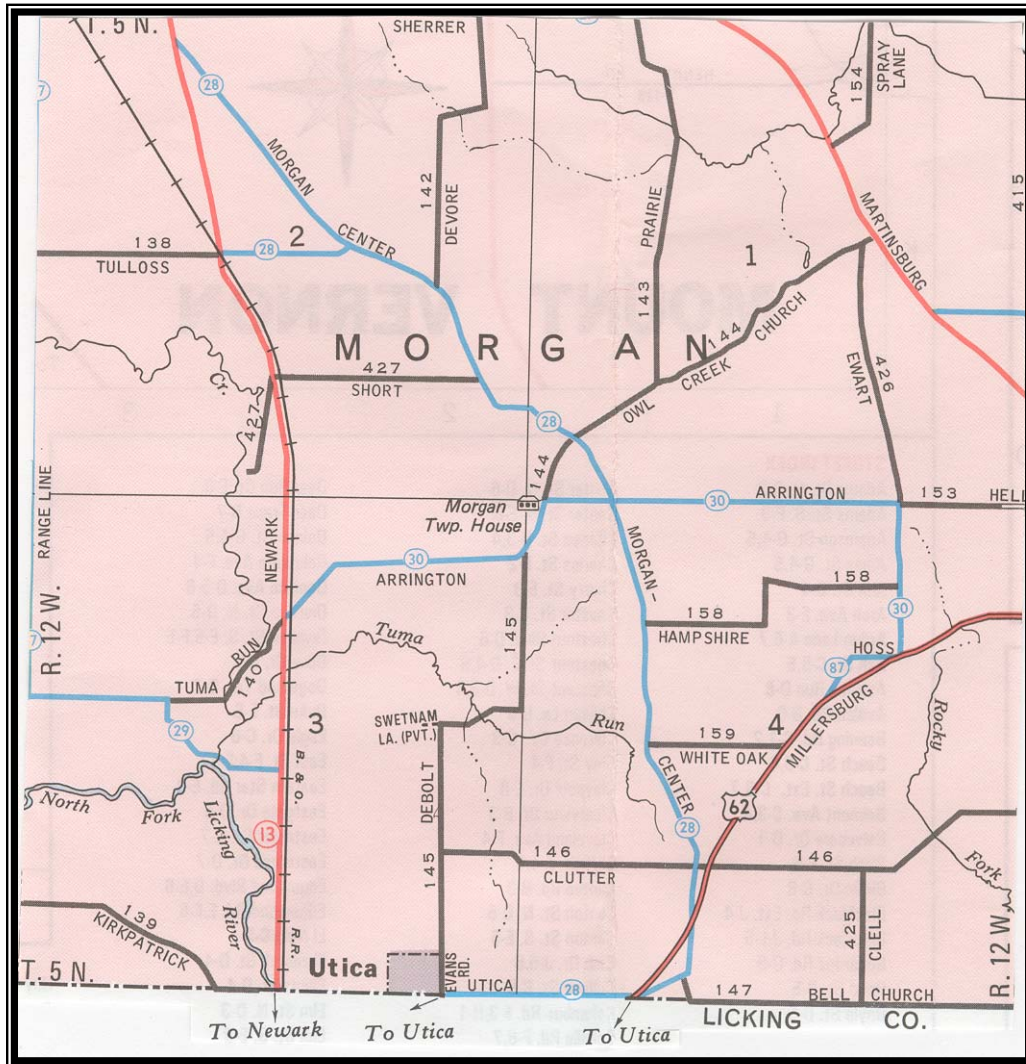 T. 5 N.
SHERRER
28
154
SPRAY LANE
7
MORGAN
142
DEVORE
PRAIRIE
415
MARTINSBURG
138
TULLOSS
28
2
CENTER
1
143
MORGAN
144
OWL CREEK CHURCH
427
SHORT
Cr.
427
EWART
426
28
RANGE LINE
NEWARK
144
Morgan
Twp. House
30
ARRINGTON
153
30
ARRINGTON
MORGAN-
158
158
HAMPSHIRE
30
R. 12 W.
7
RUN
140
TUMA
145
Tuma
HOSS
87
MILLERSBURG
29
3
SWETNAM
LA. (PVT.)
Run
4
159
WHITE OAK
Rocky
B. & O.
North
Fork
Licking
River
13
DEBOLT
CENTER
62
28
145
146
CLUTTER
146
Fork
139
KIRKPATRICK
R.R.
425
CLELL
R. 12 W.
T. 5 N.
Utica
EVANS RD.
UTICA
28
147
BELL
CHURCH
To Newark
To Utica
To Utica
LICKING
CO.